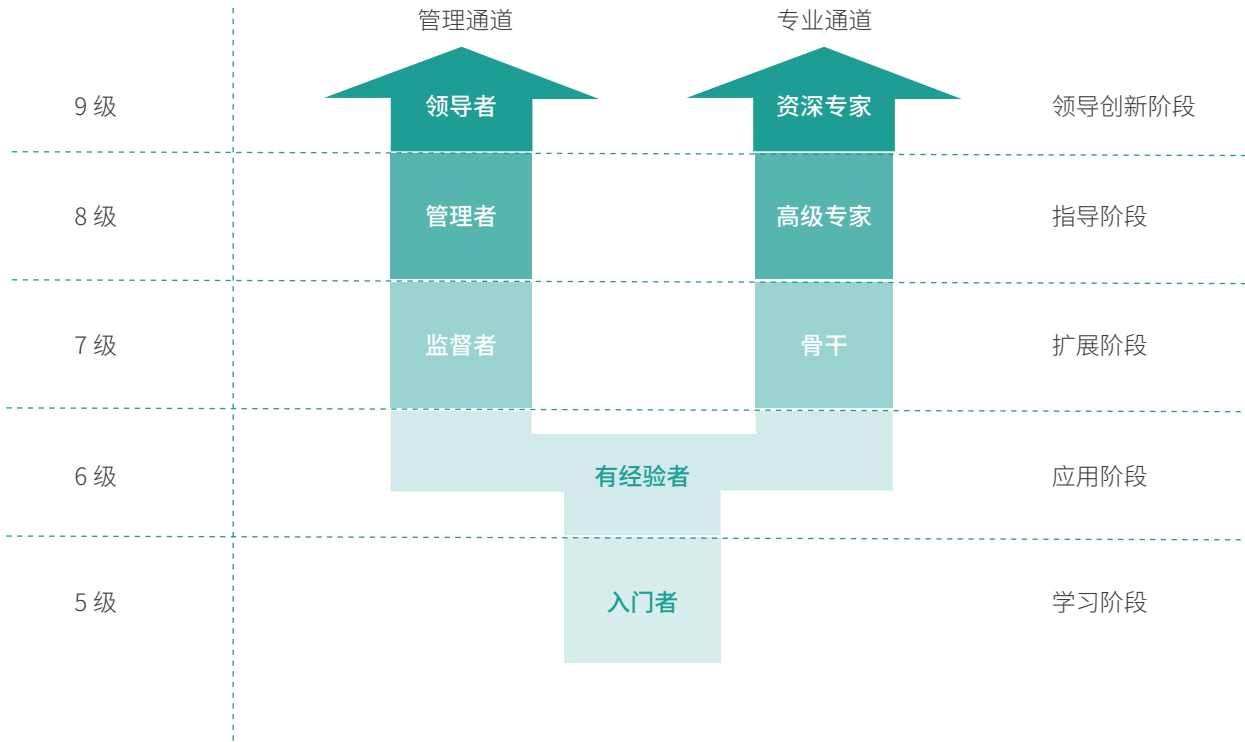 管理通道 专业通道
9 级 领导者 资深专家 领导创新阶段
8 级 管理者 高级专家 指导阶段
7 级 监督者 骨干 扩展阶段
6 级 有经验者 应用阶段
5 级 入门者 学习阶段